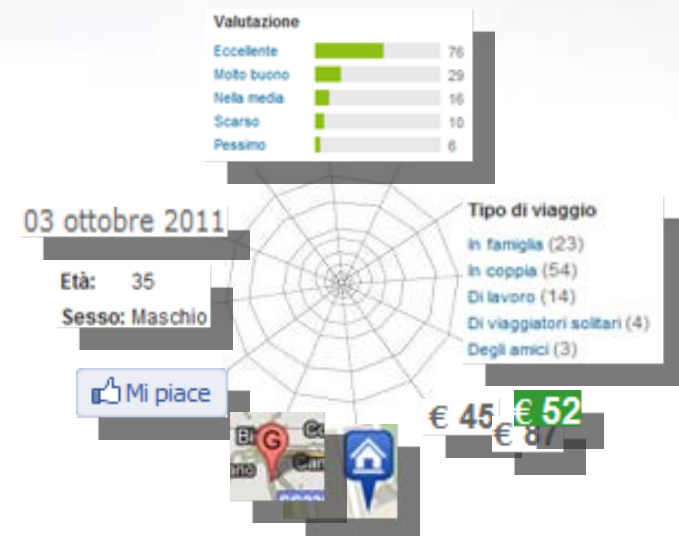 Valutazione
Eccellente 76
Molto buono 29
Nella media 16
Scarso 10
Pessimo 6
03 ottobre 2011
Tipo di viaggio
In famiglia (23)
In coppia (54)
Di lavoro (14)
Di viaggiatori solitari (4)
Degli amici (3)
Età: 35
Sesso: Maschio
Mi piace
€ 45
€ 52
€ 87
G